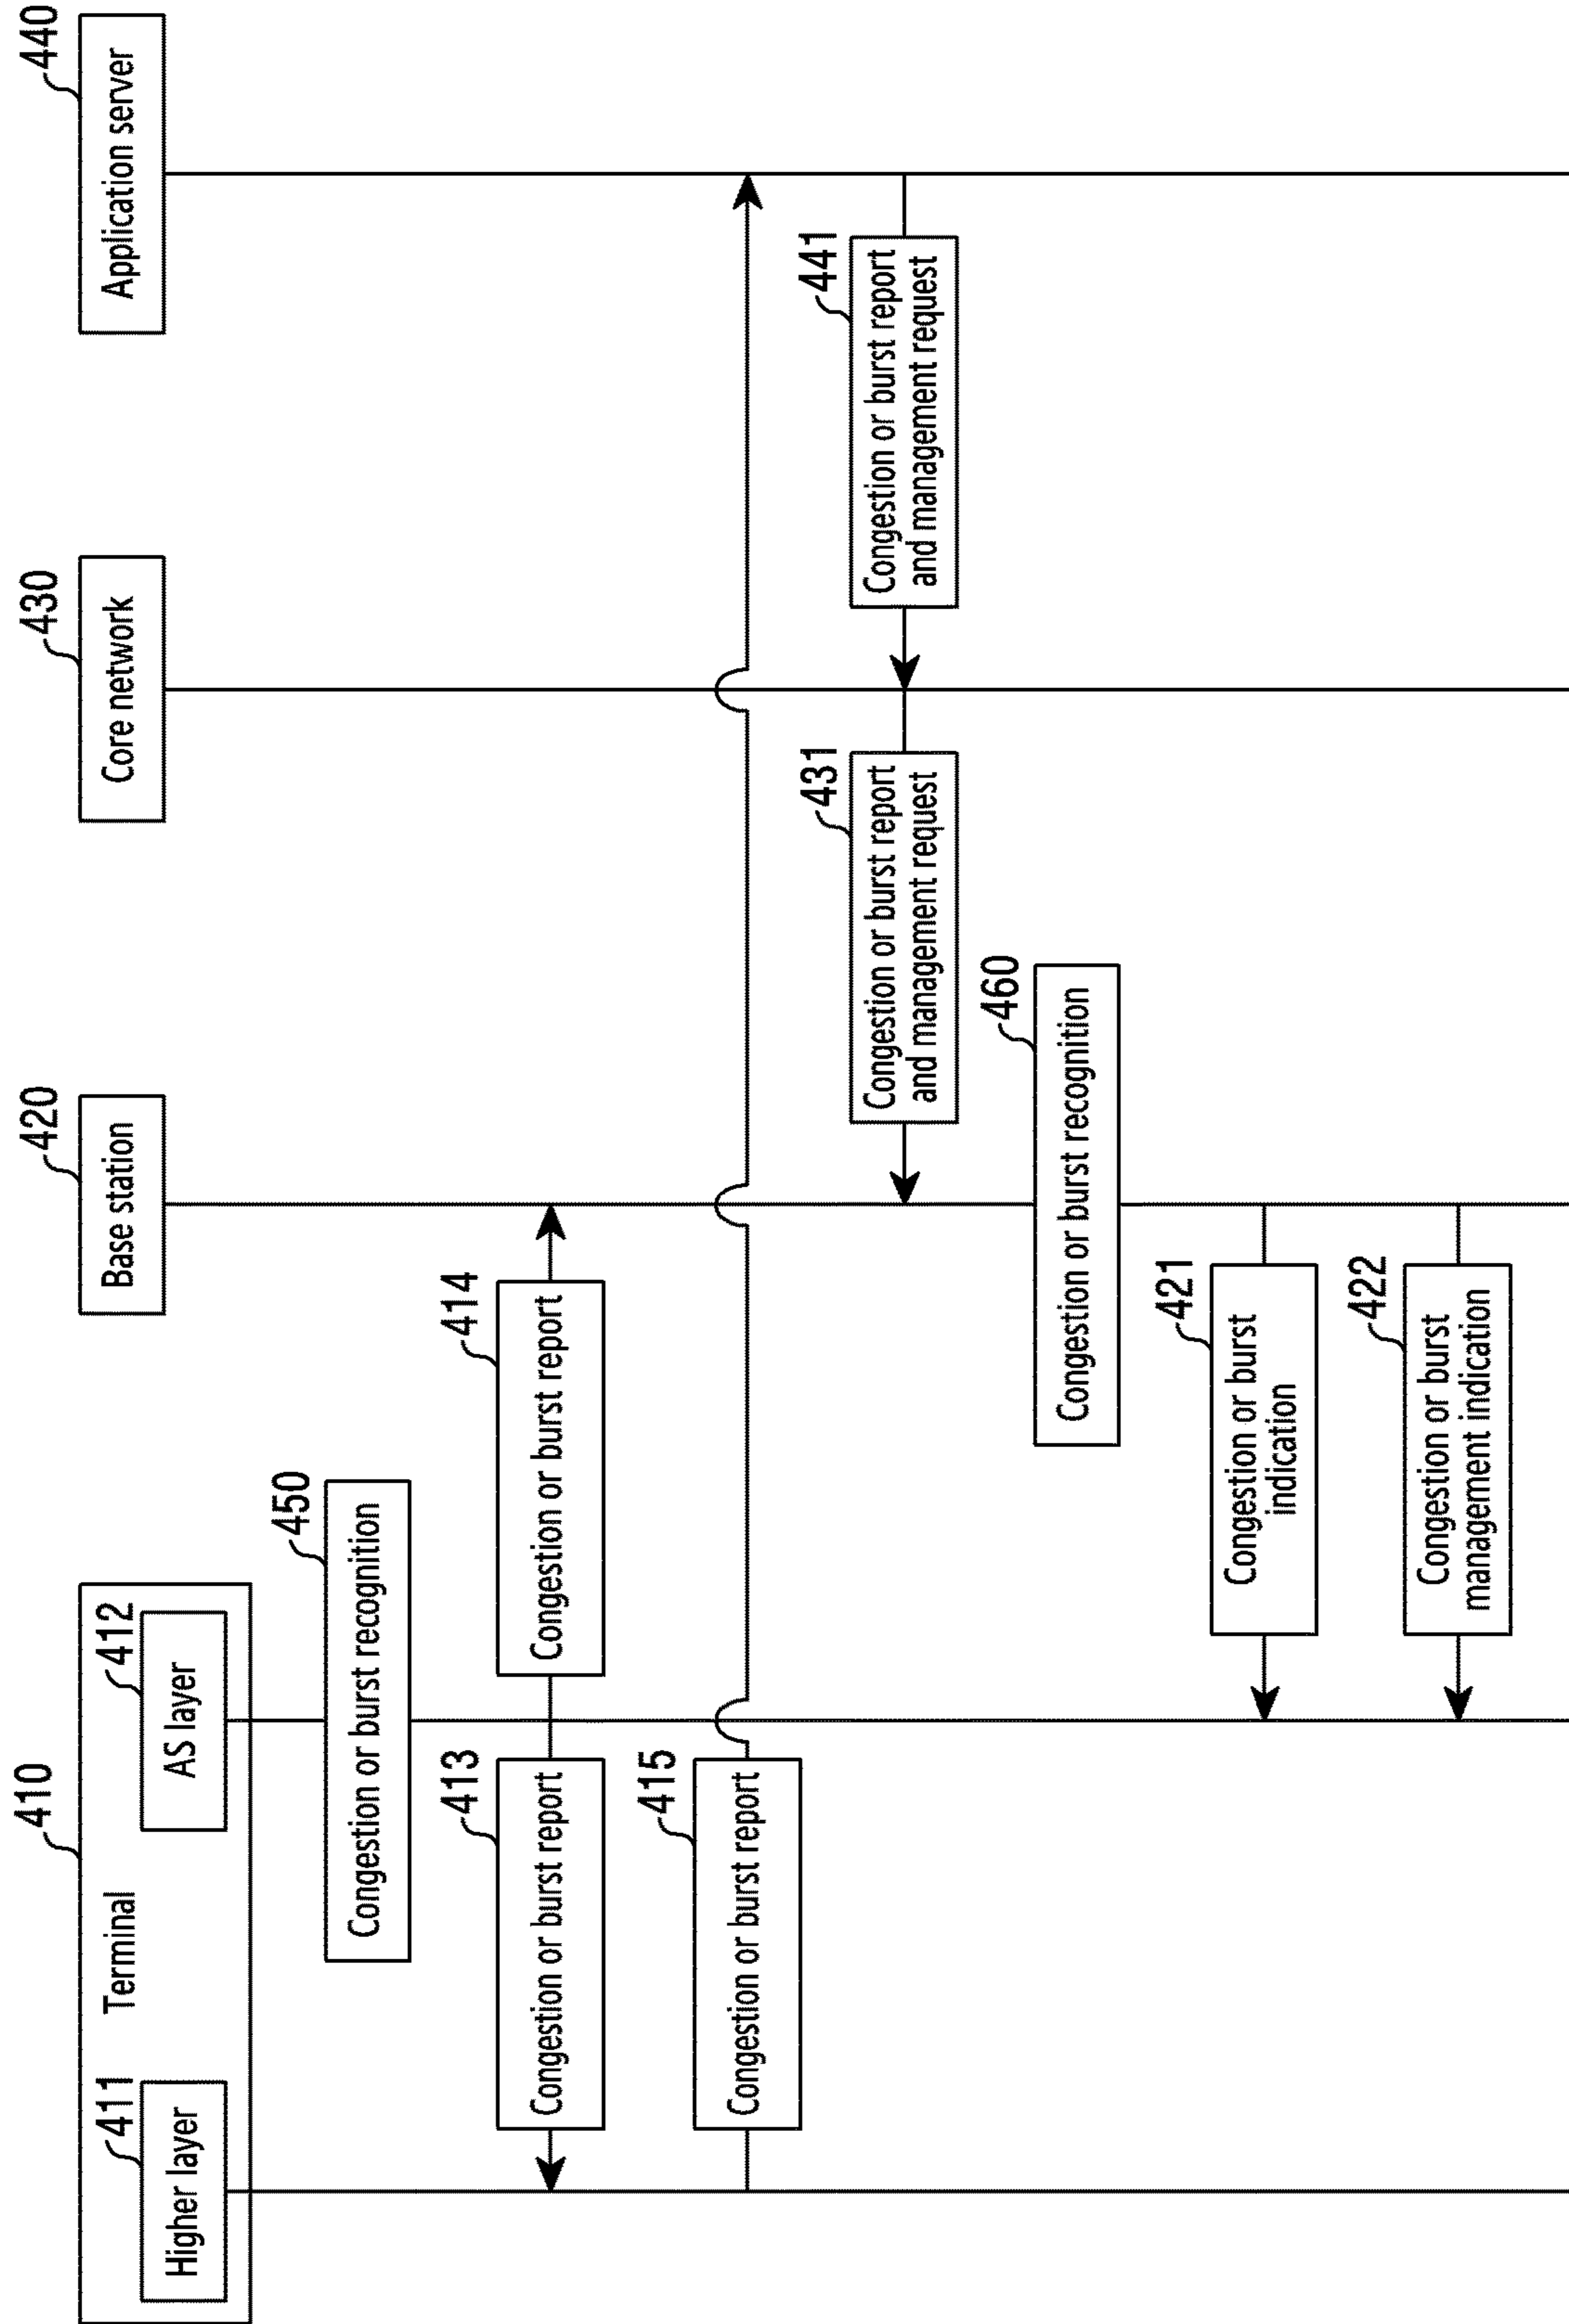 410
Terminal
411
Higher layer
412
AS layer
420
Base station
430
Core network
440
Application server
450
Congestion or burst recognition
413
Congestion or burst report
414
Congestion or burst report
415
Congestion or burst report
431
Congestion or burst report
and management request
441
Congestion or burst report
and management request
460
Congestion or burst recognition
421
Congestion or burst
indication
422
Congestion or burst
management indication